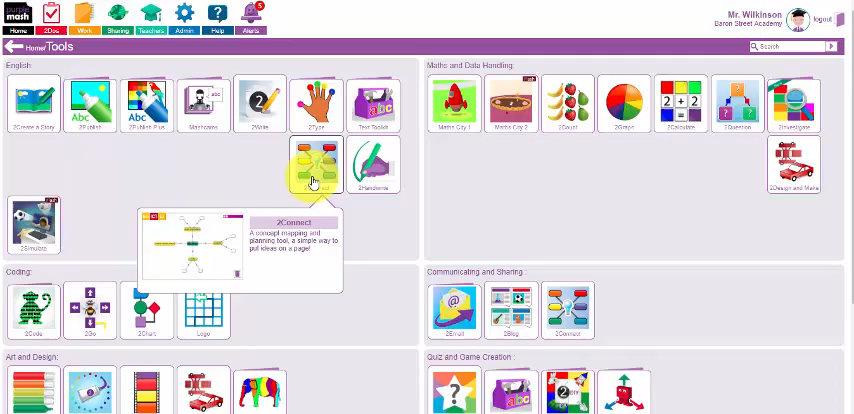 purple
mash
5
Home
2Dos
Work
Sharing
Teachers
Admin
Help
Alerts
Mr. Wilkinson
Baron Street Academy
logout
Home/Tools
Search
English:
Maths and Data Handling:
2Create a Story
2Publish
2Publish Plus
Mashcams
2Write
2Type
Text Toolkit
Maths City 1
Maths City 2
2Count
2Graph
2Calculate
2Question
2Investigate
2Handwrite
2Design and Make
2Simulate
2Connect
A concept mapping and
planning tool, a simple way to
put ideas on a page!
Coding:
Communicating and Sharing :
2Code
2Go
2Chart
Logo
2Email
2Blog
2Connect
Art and Design:
Quiz and Game Creation :